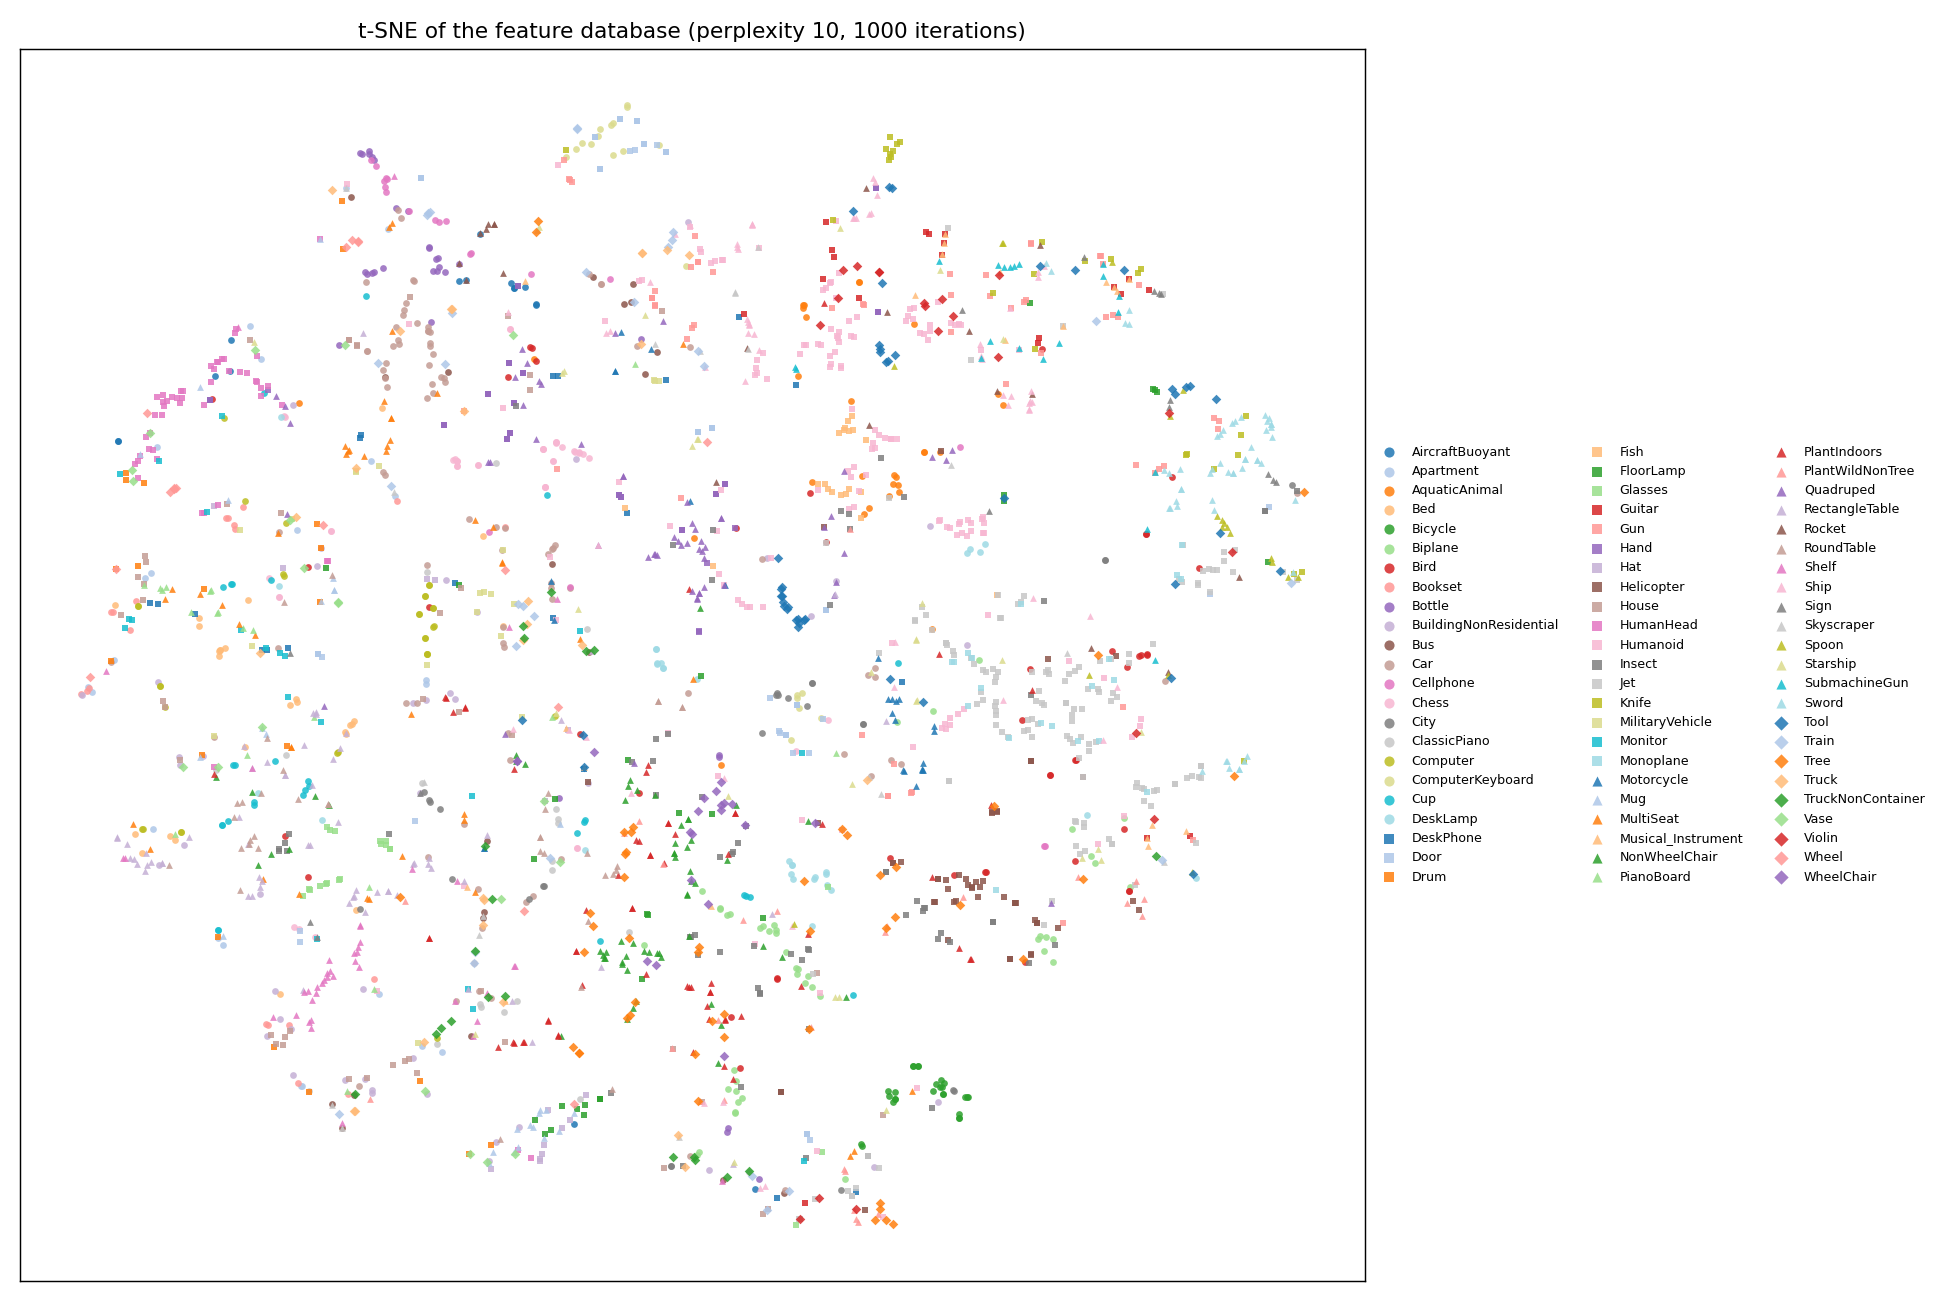 t-SNE of the feature database (perplexity 10, 1000 iterations)
AircraftBuoyant
Apartment
AquaticAnimal
Bed
Bicycle
Biplane
Bird
Bookset
Bottle
BuildingNonResidential
Bus
Car
Cellphone
Chess
City
ClassicPiano
Computer
ComputerKeyboard
Cup
DeskLamp
DeskPhone
Door
Drum
Fish
FloorLamp
Glasses
Guitar
Gun
Hand
Hat
Helicopter
House
HumanHead
Humanoid
Insect
Jet
Knife
MilitaryVehicle
Monitor
Monoplane
Motorcycle
Mug
MultiSeat
Musical_Instrument
NonWheelChair
PianoBoard
PlantIndoors
PlantWildNonTree
Quadruped
RectangleTable
Rocket
RoundTable
Shelf
Ship
Sign
Skyscraper
Spoon
Starship
SubmachineGun
Sword
Tool
Train
Tree
Truck
TruckNonContainer
Vase
Violin
Wheel
WheelChair